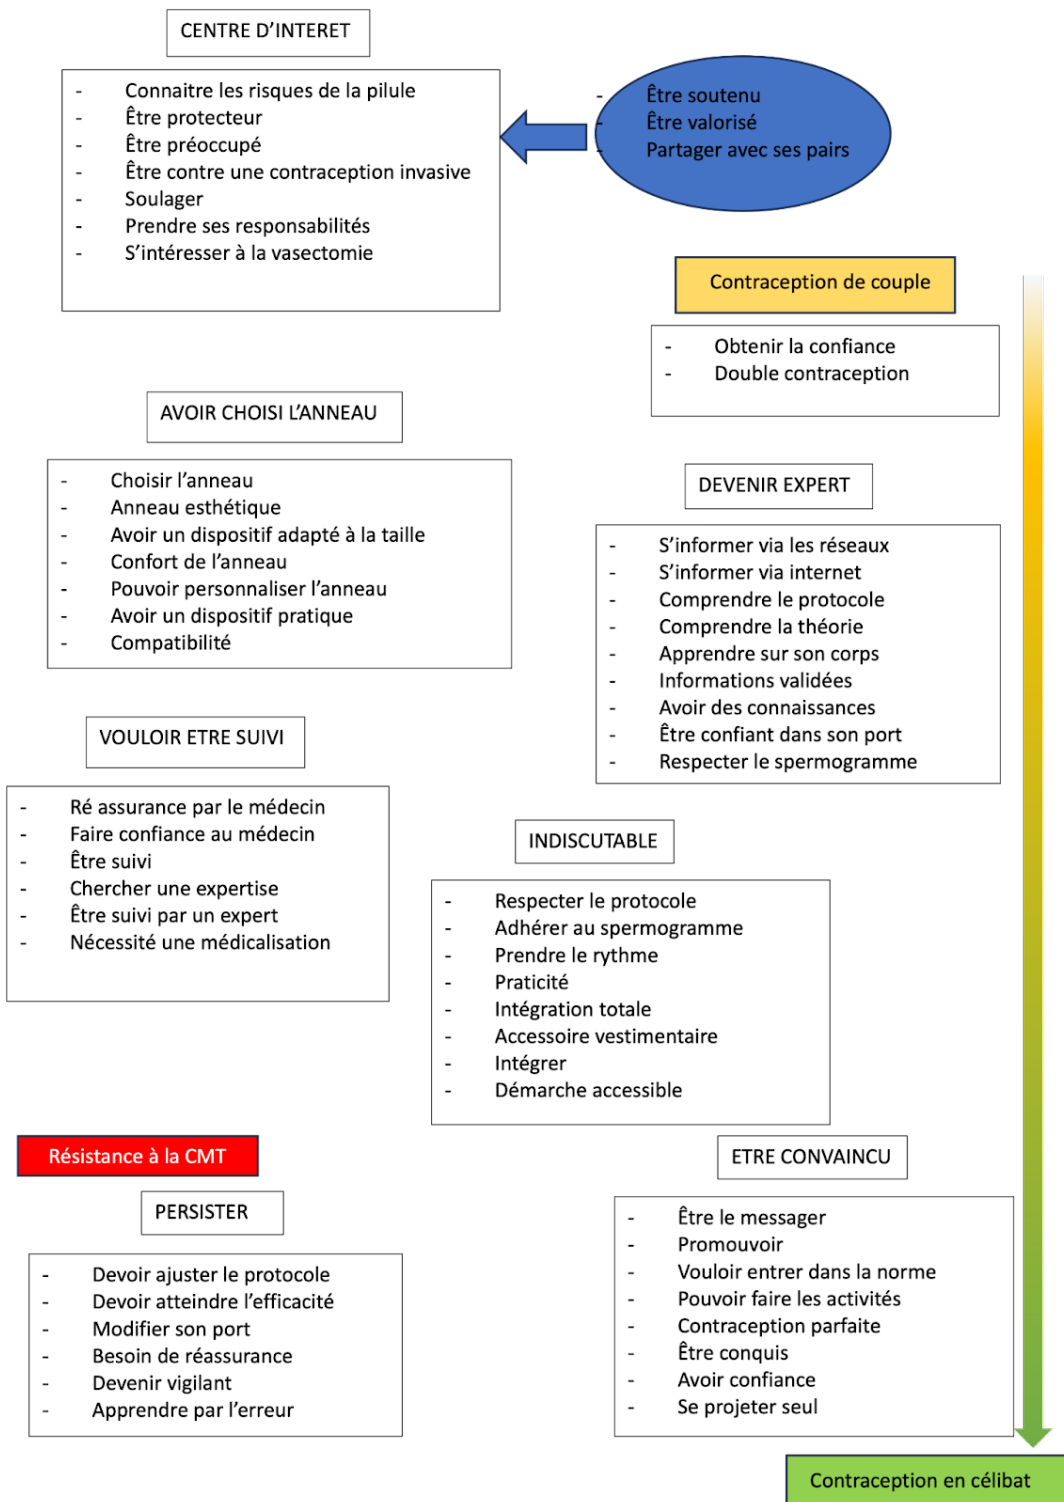 CENTRE D'INTERET
- Connaitre les risques de la pilule
- Être protecteur
- Être préoccupé
- Être contre une contraception invasive
- Soulager
- Prendre ses responsabilités
- S'intéresser à la vasectomie
- Être soutenu
- Être valorisé
- Partager avec ses pairs
Contraception de couple
- Obtenir la confiance
- Double contraception
AVOIR CHOISI L'ANNEAU
- Choisir l'anneau
- Anneau esthétique
- Avoir un dispositif adapté à la taille
- Confort de l'anneau
- Pouvoir personnaliser l'anneau
- Avoir un dispositif pratique
- Compatibilité
DEVENIR EXPERT
- S'informer via les réseaux
- S'informer via internet
- Comprendre le protocole
- Comprendre la théorie
- Apprendre sur son corps
- Informations validées
- Avoir des connaissances
- Être confiant dans son port
- Respecter le spermogramme
VOULOIR ETRE SUIVI
- Ré assurance par le médecin
- Faire confiance au médecin
- Être suivi
- Chercher une expertise
- Être suivi par un expert
- Nécessité une médicalisation
INDISCUTABLE
- Respecter le protocole
- Adhérer au spermogramme
- Prendre le rythme
- Praticité
- Intégration totale
- Accessoire vestimentaire
- Intégrer
- Démarche accessible
Résistance à la CMT
PERSISTER
- Devoir ajuster le protocole
- Devoir atteindre l'efficacité
- Modifier son port
- Besoin de réassurance
- Devenir vigilant
- Apprendre par l'erreur
ETRE CONVAINCU
- Être le messager
- Promouvoir
- Vouloir entrer dans la norme
- Pouvoir faire les activités
- Contraception parfaite
- Être conquis
- Avoir confiance
- Se projeter seul
Contraception en célibat